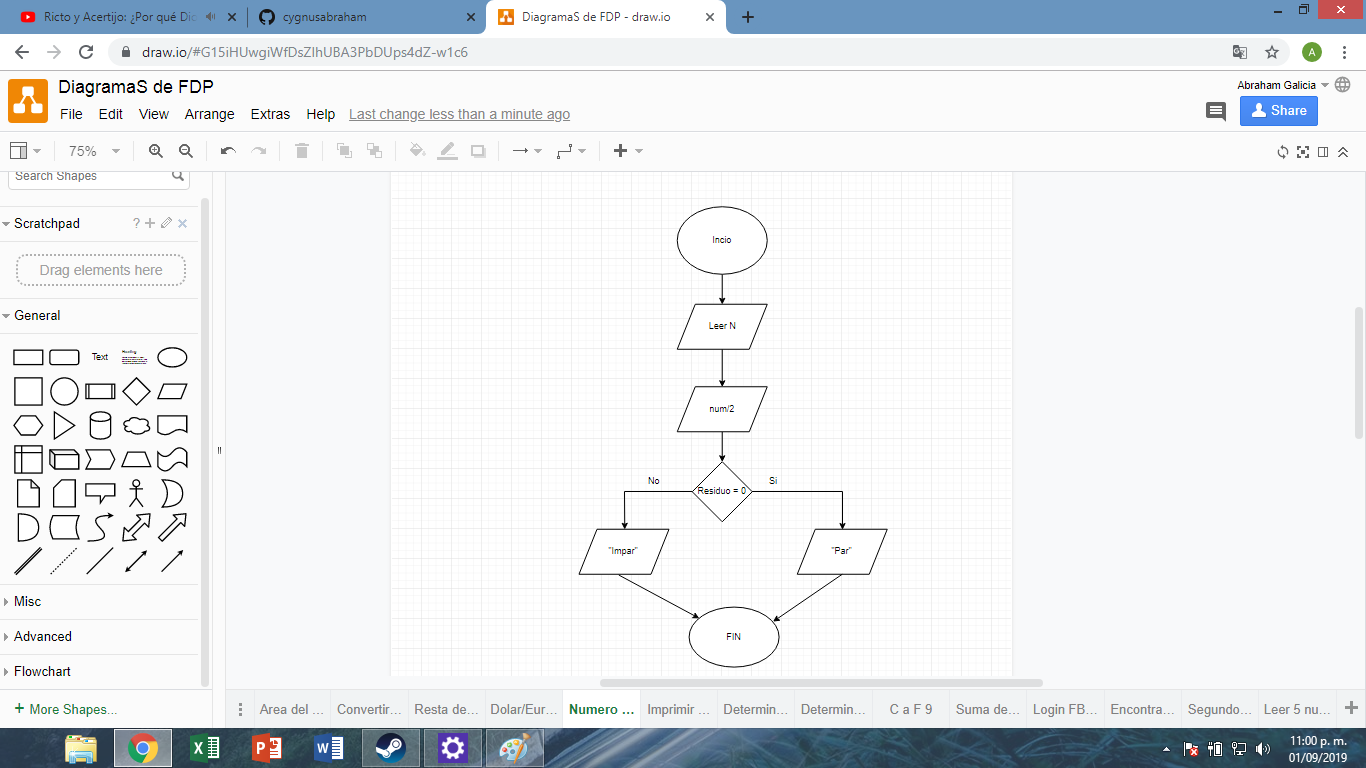 Ricto y Acertijo: ¿Por qué Dic
cygnusabraham
DiagramaS de FDP - draw.io
draw.io/#G15iHUwgiWfDsZIhUBA3PbDUps4dZ-w1c6
A
DiagramaS de FDP
Abraham Galicia
File Edit View Arrange Extras Help Last change less than a minute ago
Share
75%
Search Shapes
Scratchpad
?
Drag elements here
General
Text
Heading
Misc
Advanced
Flowchart
+ More Shapes...
Incio
Leer N
num/2
No
Si
Residuo = 0
"Impar"
"Par"
FIN
Area del ... Convertir... Resta de... Dolar/Eur... Numero ... Imprimir ... Determin... Determin... C a F 9 Suma de... Login FB... Encontra... Segundo... Leer 5 nu...
11:00 p. m.
01/09/2019